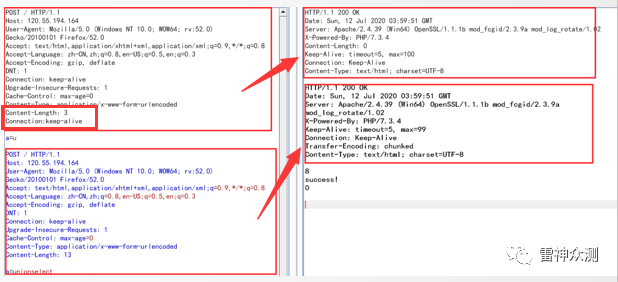 POST / HTTP/1.1
Host: 120.55.194.164
User-Agent: Mozilla/5.0 (Windows NT 10.0; WOW64; rv:52.0)
Gecko/20100101 Firefox/52.0
Accept: text/html,application/xhtml+xml,application/xml;q=0.9,*/*;q=0.8
Accept-Language: zh-CN,zh;q=0.8,en-US;q=0.5,en;q=0.3
Accept-Encoding: gzip, deflate
DNT: 1
Connection: keep-alive
Upgrade-Insecure-Requests: 1
Cache-Control: max-age=0
Content-Type: application/x-www-form-urlencoded
Content-Length: 3
Connection:keep-alive
a=u
POST / HTTP/1.1
Host: 120.55.194.164
User-Agent: Mozilla/5.0 (Windows NT 10.0; WOW64; rv:52.0)
Gecko/20100101 Firefox/52.0
Accept: text/html,application/xhtml+xml,application/xml;q=0.9,*/*;q=0.8
Accept-Language: zh-CN,zh;q=0.8,en-US;q=0.5,en;q=0.3
Accept-Encoding: gzip, deflate
DNT: 1
Connection: keep-alive
Upgrade-Insecure-Requests: 1
Cache-Control: max-age=0
Content-Type: application/x-www-form-urlencoded
Content-Length: 13
a=unionselect
HTTP/1.1 200 OK
Date: Sun, 12 Jul 2020 03:59:51 GMT
Server: Apache/2.4.39 (Win64) OpenSSL/1.1.1b mod_fcgid/2.3.9a mod_log_rotate/1.02
X-Powered-By: PHP/7.3.4
Content-Length: 0
Keep-Alive: timeout=5, max=100
Connection: Keep-Alive
Content-Type: text/html; charset=UTF-8
HTTP/1.1 200 OK
Date: Sun, 12 Jul 2020 03:59:51 GMT
Server: Apache/2.4.39 (Win64) OpenSSL/1.1.1b mod_fcgid/2.3.9a
mod_log_rotate/1.02
X-Powered-By: PHP/7.3.4
Keep-Alive: timeout=5, max=99
Connection: Keep-Alive
Transfer-Encoding: chunked
Content-Type: text/html; charset=UTF-8
8
success!
0
雷神众测